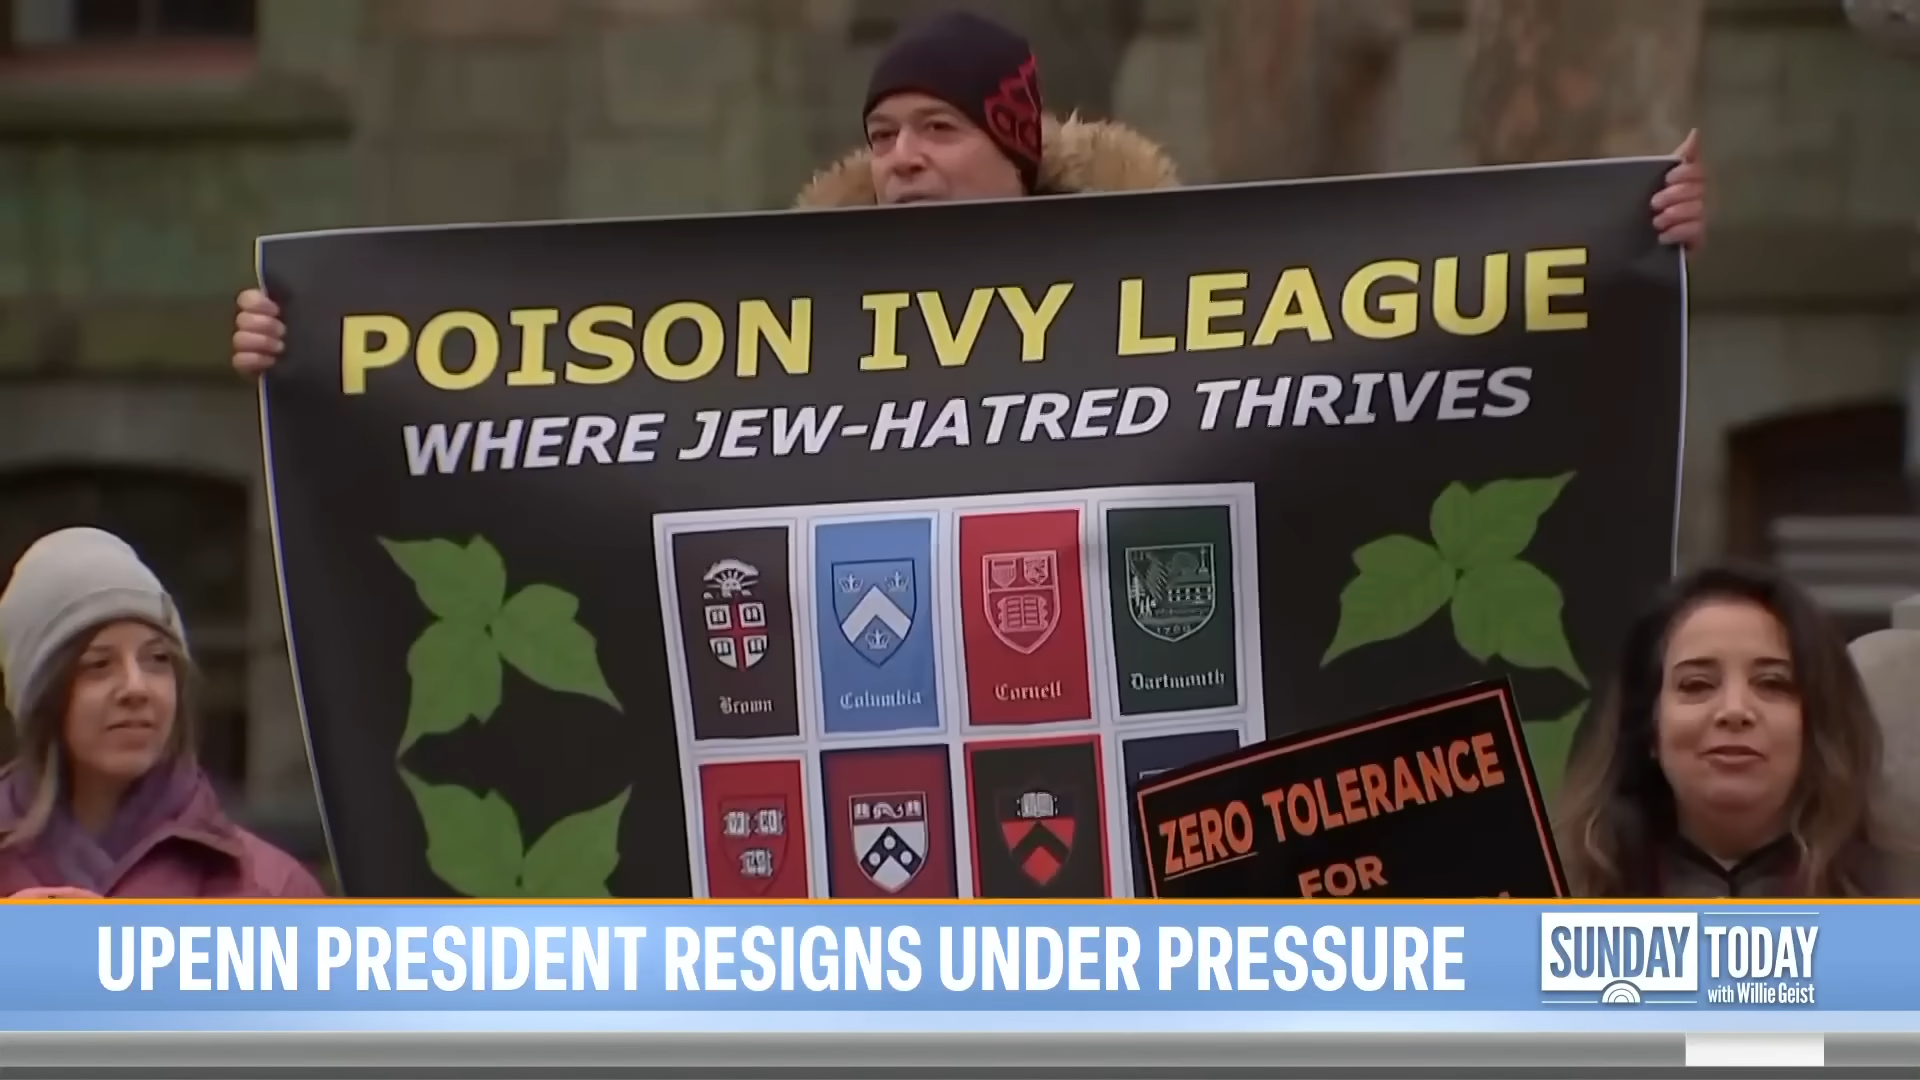 POISON IVY LEAGUE
WHERE JEW-HATRED THRIVES
Brown
Columbia
Cornell
1769
Dartmouth
ZERO TOLERANCE
FOR
UPENN PRESIDENT RESIGNS UNDER PRESSURE
SUNDAY TODAY
with Willie Geist